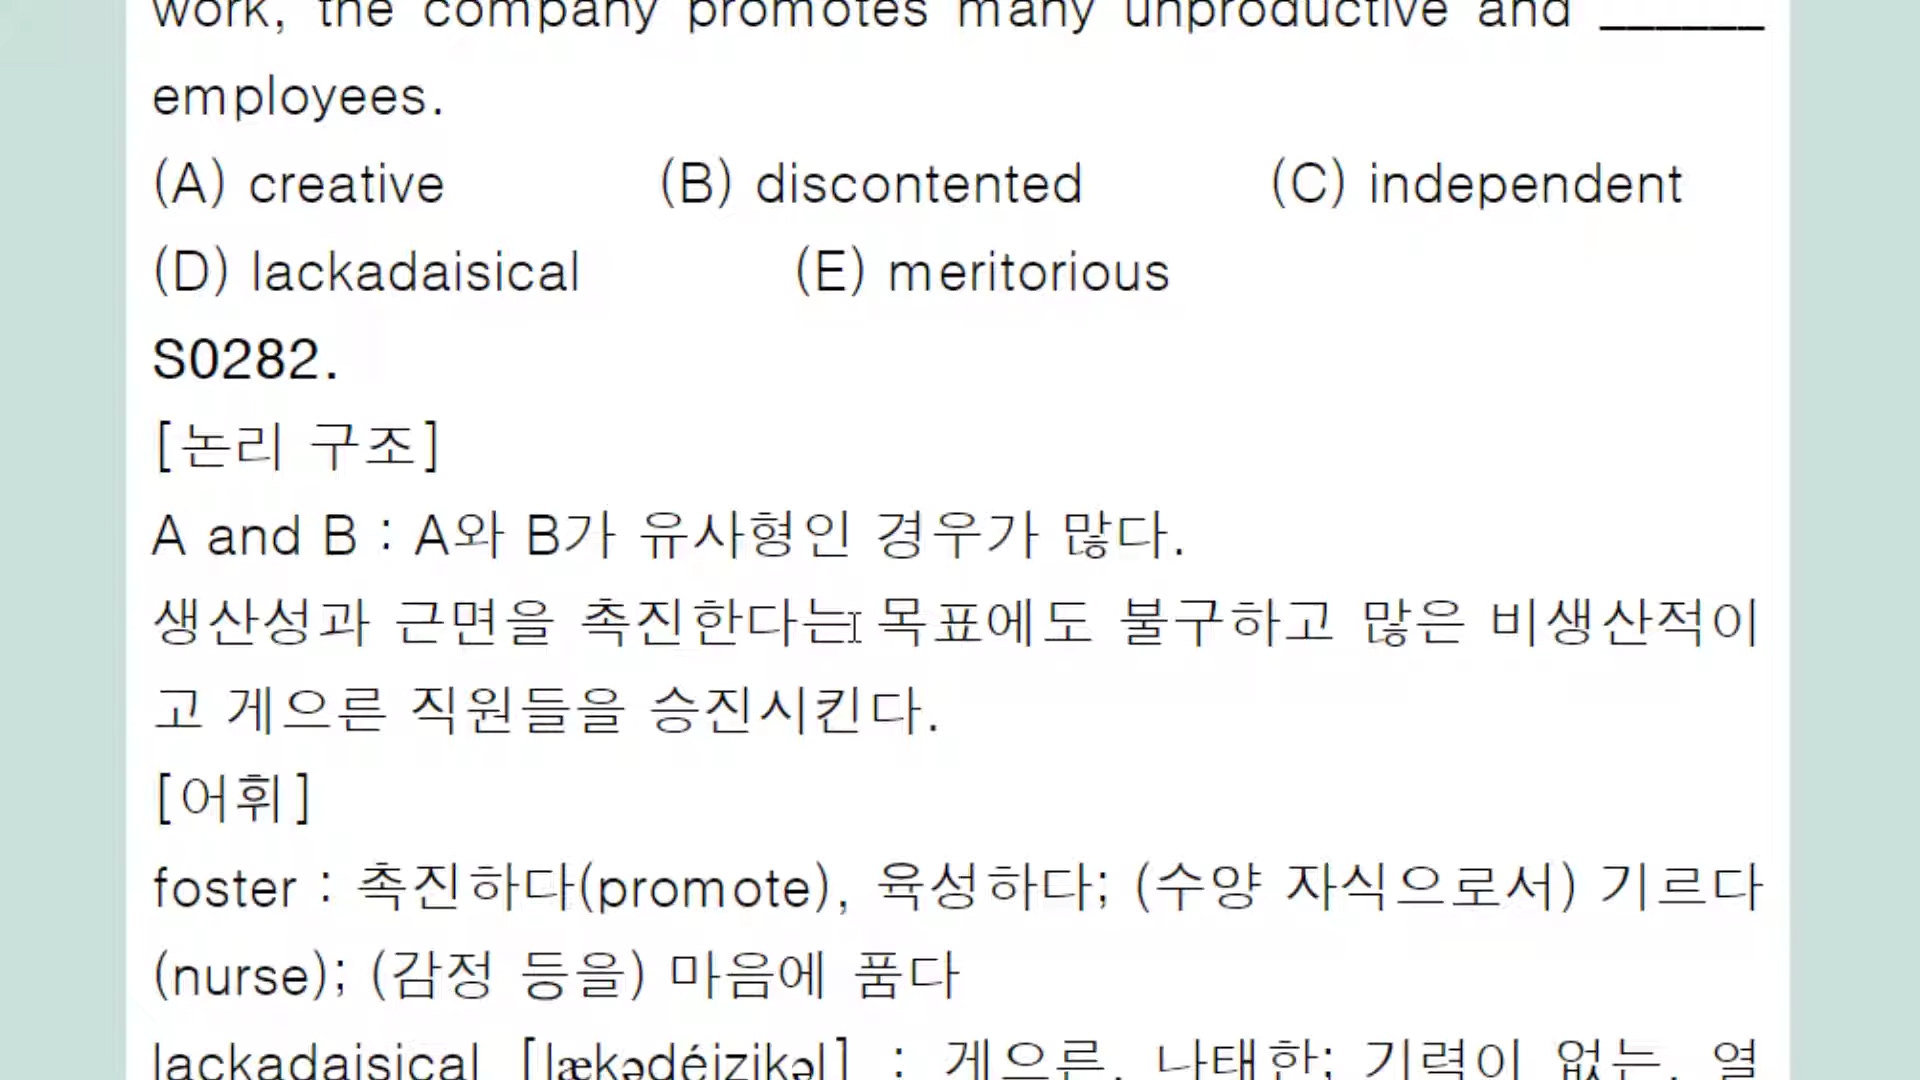 work, the company promotes many unproductive and ______
employees.
(A) creative (B) discontented (C) independent
(D) lackadaisical (E) meritorious
S0282.
[논리 구조]
A and B : A와 B가 유사형인 경우가 많다.
생산성과 근면을 촉진한다는 목표에도 불구하고 많은 비생산적이
고 게으른 직원들을 승진시킨다.
[어휘]
foster : 촉진하다(promote), 육성하다; (수양 자식으로서) 기르다
(nurse); (감정 등을) 마음에 품다
lackadaisical [lækədéizikəl] : 게으른, 나태한; 기력이 없는, 열